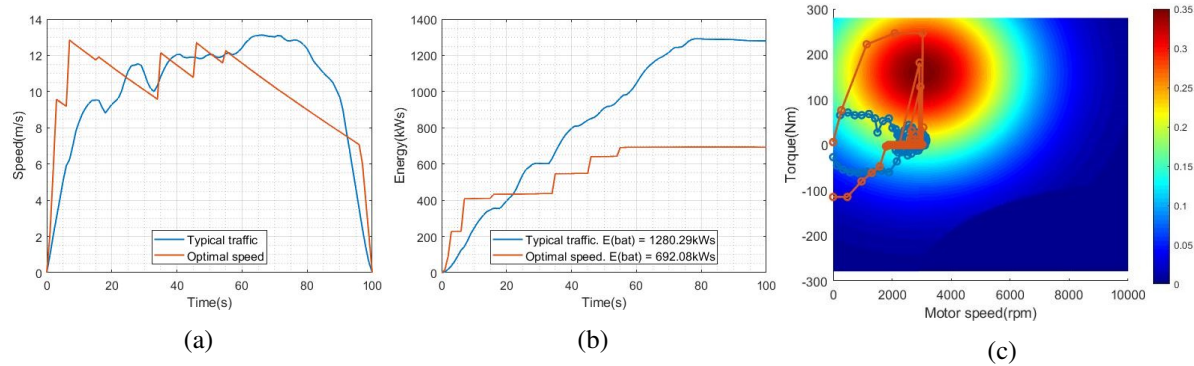 14
12
10
8
6
4
2
0
Speed(m/s)
Typical traffic
Optimal speed
0 20 40 60 80 100
Time(s)
(a)
1400
1200
1000
800
600
400
200
0
Energy(kWs)
Typical traffic. E(bat) = 1280.29kWs
Optimal speed. E(bat) = 692.08kWs
0 20 40 60 80 100
Time(s)
(b)
300
200
100
0
-100
-200
300
Torque(Nm)
0 2000 4000 6000 8000 10000
Motor speed(rpm)
0.35
0.3
0.25
0.2
0.15
0.1
0.05
0
(c)